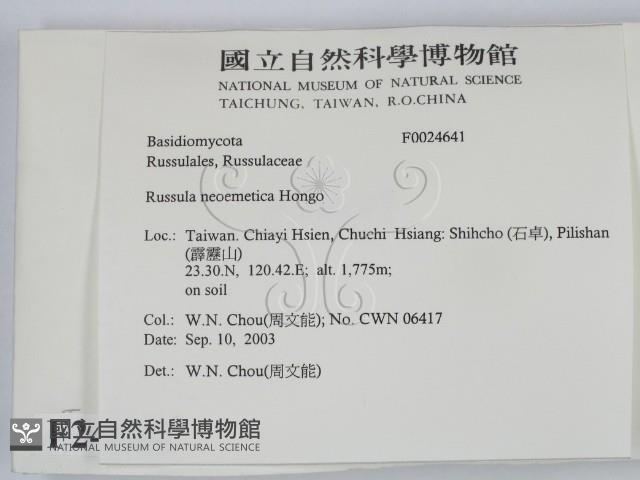 國立自然科學博物館
NATIONAL MUSEUM OF NATURAL SCIENCE
TAICHUNG, TAIWAN, R.O.CHINA
Basidiomycota F0024641
Russulales, Russulaceae
Russula neoemetica Hongo
Loc.: Taiwan. Chiayi Hsien, Chuchi Hsiang: Shihcho (石卓), Pilishan
(霹靂山)
23.30.N, 120.42.E; alt. 1,775m;
on soil
Col.: W.N. Chou(周文能); No. CWN 06417
Date: Sep. 10, 2003
Det.: W.N. Chou(周文能)
國立自然科學博物館
NATIONAL MUSEUM OF NATURAL SCIENCE